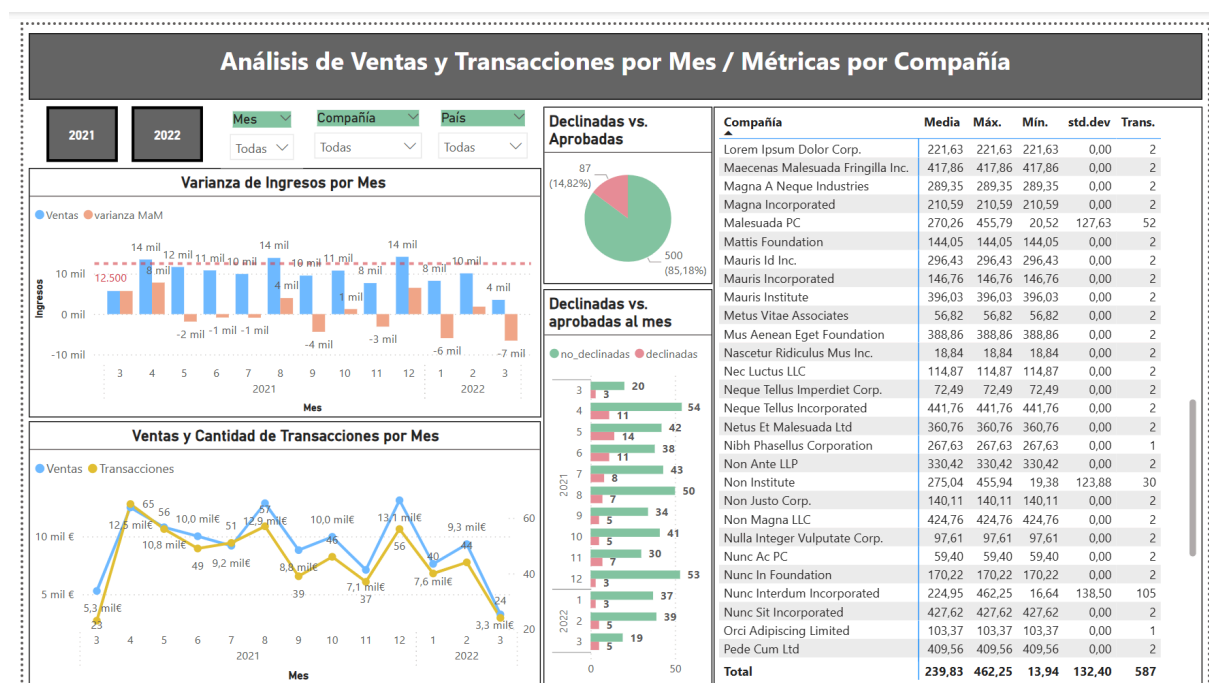 Análisis de Ventas y Transacciones por Mes / Métricas por Compañía
2021
2022
Mes
Todas
Compañía
Todas
País
Todas
Varianza de Ingresos por Mes
Ventas varianza MaM
Ingresos
10 mil
0 mil
-10 mil
12.500
14 mil
8 mil
12 mil
-2 mil
11 mil
-1 mil
10 mil
-1 mil
14 mil
4 mil
10 mil
-4 mil
11 mil
1 mil
8 mil
-3 mil
14 mil
8 mil
-6 mil
10 mil
4 mil
-7 mil
3 4 5 6 7 8 9 10 11 12 1 2 3
2021 2022
Mes
Ventas y Cantidad de Transacciones por Mes
Ventas Transacciones
10 mil €
5 mil €
60
40
20
5,3 mil€
23
65
12,5 mil€
56
10,8 mil€
10,0 mil€
49
51
9,2 mil€
57
12,9 mil€
8,8 mil€
39
10,0 mil€
46
7,1 mil€
37
13,1 mil€
56
40
7,6 mil€
9,3 mil€
44
24
3,3 mil€
3 4 5 6 7 8 9 10 11 12 1 2 3
2021 2022
Mes
Declinadas vs.
Aprobadas
87
(14,82%)
500
(85,18%)
Declinadas vs.
aprobadas al mes
no_declinadas declinadas
2021
3 20 3
4 54 11
5 42 14
6 38 11
7 43 8
8 50 7
9 34 5
10 41 5
11 30 7
12 53 3
2022
1 37 3
2 39 5
3 19 5
0 50
Compañía Media Máx. Mín. std.dev Trans.
Lorem Ipsum Dolor Corp. 221,63 221,63 221,63 0,00 2
Maecenas Malesuada Fringilla Inc. 417,86 417,86 417,86 0,00 2
Magna A Neque Industries 289,35 289,35 289,35 0,00 2
Magna Incorporated 210,59 210,59 210,59 0,00 2
Malesuada PC 270,26 455,79 20,52 127,63 52
Mattis Foundation 144,05 144,05 144,05 0,00 2
Mauris Id Inc. 296,43 296,43 296,43 0,00 2
Mauris Incorporated 146,76 146,76 146,76 0,00 2
Mauris Institute 396,03 396,03 396,03 0,00 2
Metus Vitae Associates 56,82 56,82 56,82 0,00 2
Mus Aenean Eget Foundation 388,86 388,86 388,86 0,00 2
Nascetur Ridiculus Mus Inc. 18,84 18,84 18,84 0,00 2
Nec Luctus LLC 114,87 114,87 114,87 0,00 2
Neque Tellus Imperdiet Corp. 72,49 72,49 72,49 0,00 2
Neque Tellus Incorporated 441,76 441,76 441,76 0,00 2
Netus Et Malesuada Ltd 360,76 360,76 360,76 0,00 2
Nibh Phasellus Corporation 267,63 267,63 267,63 0,00 1
Non Ante LLP 330,42 330,42 330,42 0,00 2
Non Institute 275,04 455,94 19,38 123,88 30
Non Justo Corp. 140,11 140,11 140,11 0,00 2
Non Magna LLC 424,76 424,76 424,76 0,00 2
Nulla Integer Vulputate Corp. 97,61 97,61 97,61 0,00 2
Nunc Ac PC 59,40 59,40 59,40 0,00 2
Nunc In Foundation 170,22 170,22 170,22 0,00 2
Nunc Interdum Incorporated 224,95 462,25 16,64 138,50 105
Nunc Sit Incorporated 427,62 427,62 427,62 0,00 2
Orci Adipiscing Limited 103,37 103,37 103,37 0,00 1
Pede Cum Ltd 409,56 409,56 409,56 0,00 2
Total 239,83 462,25 13,94 132,40 587